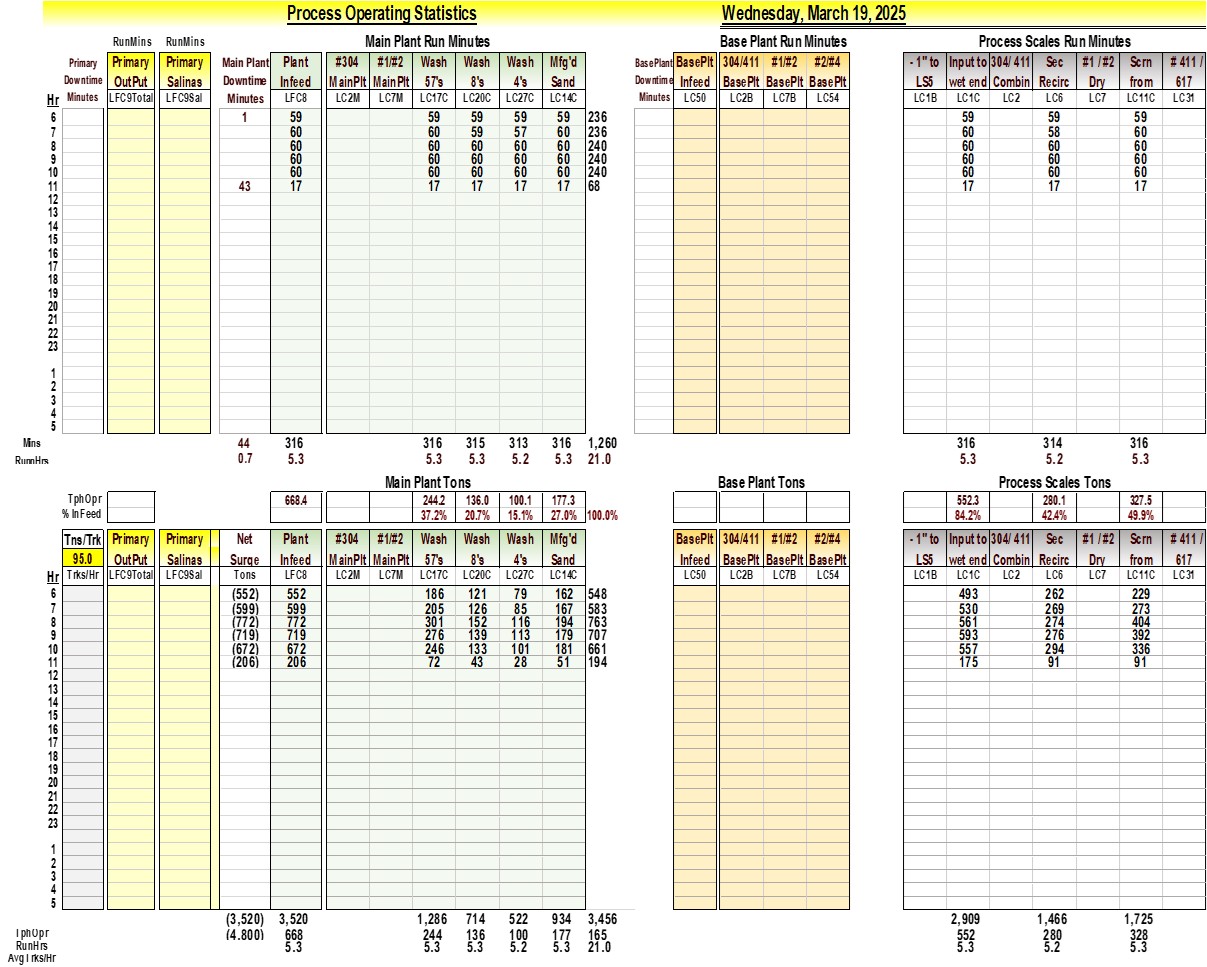 Process Operating Statistics Wednesday, March 19, 2025
RunMins RunMins Main Plant Run Minutes Base Plant Run Minutes Process Scales Run Minutes
Primary Primary Primary Main Plant Plant #304 #1/#2 Wash Wash Wash Mfg'd BasePlant BasePlt 304/411 #1/#2 #2/#4 - 1" to Input to 304/ 411 Sec #1 / #2 Scrn # 411 /
Downtime OutPut Salinas Downtime Infeed MainPlt MainPlt 57's 8's 4's Sand Downtime Infeed BasePlt BasePlt BasePlt LS5 wet end Combin Recirc Dry from 617
Hr Minutes LFC9Total LFC9Sal Minutes LFC8 LC2M LC7M LC17C LC20C LC27C LC14C Minutes LC50 LC2B LC7B LC54 LC1B LC1C LC2 LC6 LC7 LC11C LC31
6 1 59 59 59 59 59 236 59 59 59
7 60 60 59 57 60 236 60 58 60
8 60 60 60 60 60 240 60 60 60
9 60 60 60 60 60 240 60 60 60
10 60 60 60 60 60 240 60 60 60
11 43 17 17 17 17 17 68 17 17 17
12
13
14
15
16
17
18
19
20
21
22
23
1
2
3
4
5
Mins 44 316 316 315 313 316 1,260 316 314 316
RunnHrs 0.7 5.3 5.3 5.3 5.2 5.3 21.0 5.3 5.2 5.3
Main Plant Tons Base Plant Tons Process Scales Tons
TphOpr 668.4 244.2 136.0 100.1 177.3 552.3 280.1 327.5
% InFeed 37.2% 20.7% 15.1% 27.0% 100.0% 84.2% 42.4% 49.9%
Tns/Trk Primary Primary Net Plant #304 #1/#2 Wash Wash Wash Mfg'd BasePlt 304/411 #1/#2 #2/#4 - 1" to Input to 304/ 411 Sec #1 / #2 Scrn # 411 /
95.0 OutPut Salinas Surge Infeed MainPlt MainPlt 57's 8's 4's Sand Infeed BasePlt BasePlt BasePlt LS5 wet end Combin Recirc Dry from 617
Hr Trks/Hr LFC9Total LFC9Sal Tons LFC8 LC2M LC7M LC17C LC20C LC27C LC14C LC50 LC2B LC7B LC54 LC1B LC1C LC2 LC6 LC7 LC11C LC31
6 (552) 552 186 121 79 162 548 493 262 229
7 (599) 599 205 126 85 167 583 530 269 273
8 (772) 772 301 152 116 194 763 561 274 404
9 (719) 719 276 139 113 179 707 593 276 392
10 (672) 672 246 133 101 181 661 557 294 336
11 (206) 206 72 43 28 51 194 175 91 91
12
13
14
15
16
17
18
19
20
21
22
23
1
2
3
4
5
(3,520) 3,520 1,286 714 522 934 3,456 2,909 1,466 1,725
TphOpr (4,800) 668 244 136 100 177 165 552 280 328
RunHrs 5.3 5.3 5.3 5.2 5.3 21.0 5.3 5.2 5.3
Avg Trks/Hr